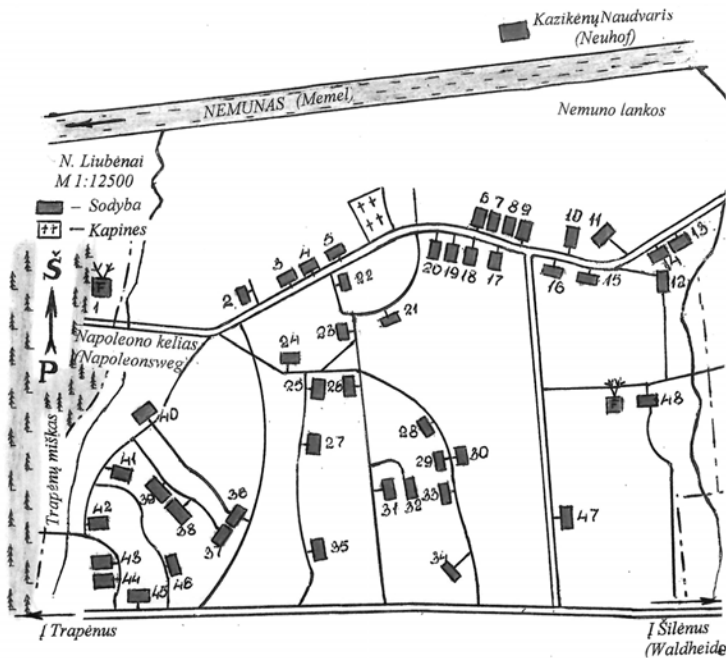 Kazikėnų Naudvaris
(Neuhof)
NEMUNAS (Memel)
Nemuno lankos
N. Liubėnai
M 1:12500
– Sodyba
– Kapinės
Š
P
F
1
Napoleono kelias
(Napoleonsweg)
Trapėnų miškas
2
3
4
5
6 7 8 9
10
11
12
13
14
15
16
17
18
19
20
21
22
23
24
25
26
27
28
29
30
31
32
33
34
35
36
37
38
39
40
41
42
43
44
45
46
47
F
48
Į Trapėnus
Į Šilėnus
(Waldheide